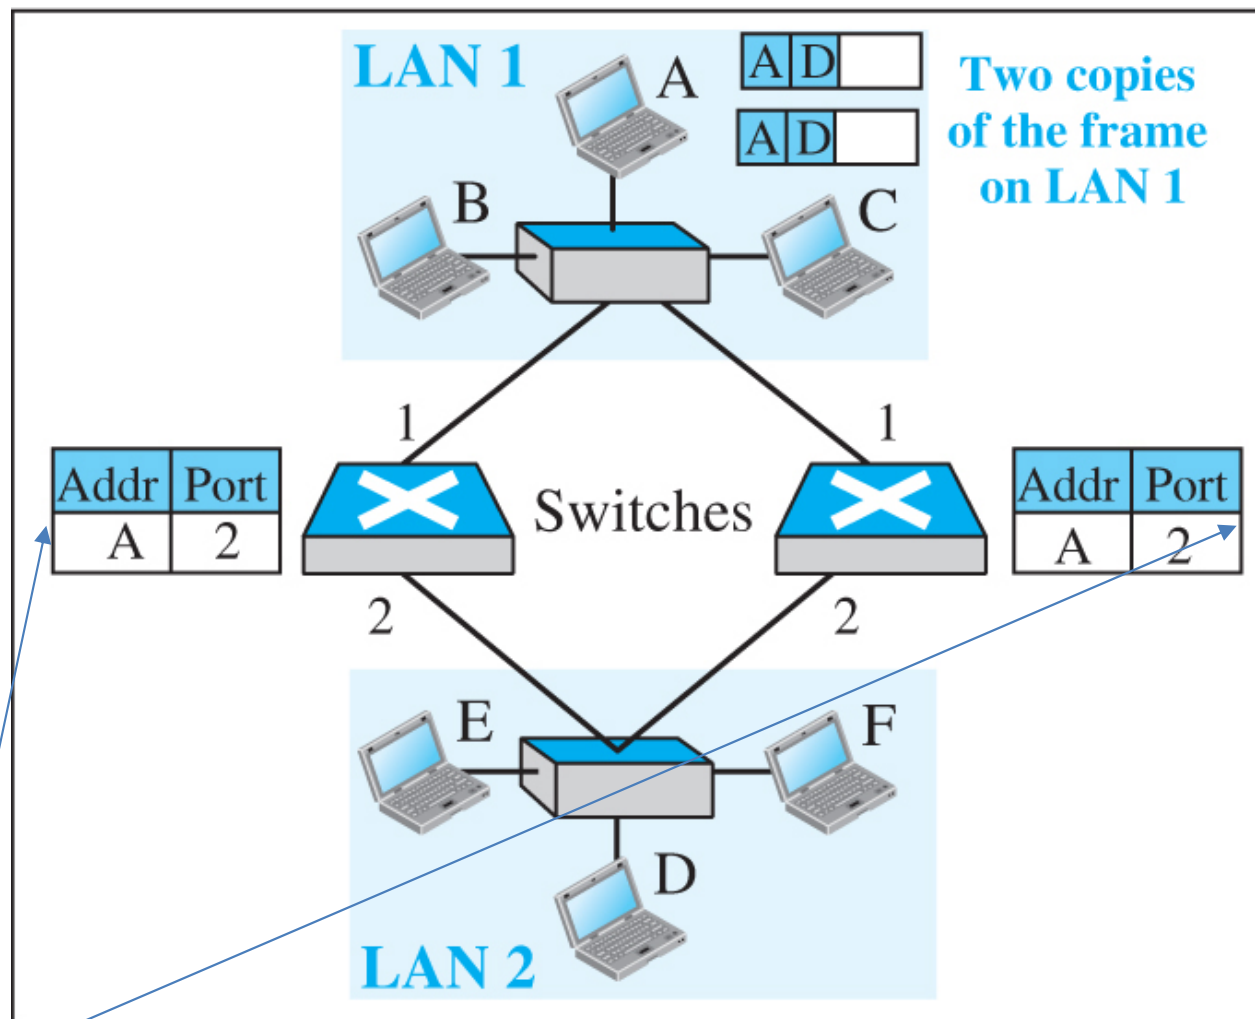 LAN 1
A
A D
A D
Two copies
of the frame
on LAN 1
B
C
1
1
Addr Port
A 2
Switches
Addr Port
A 2
2
2
E
F
D
LAN 2